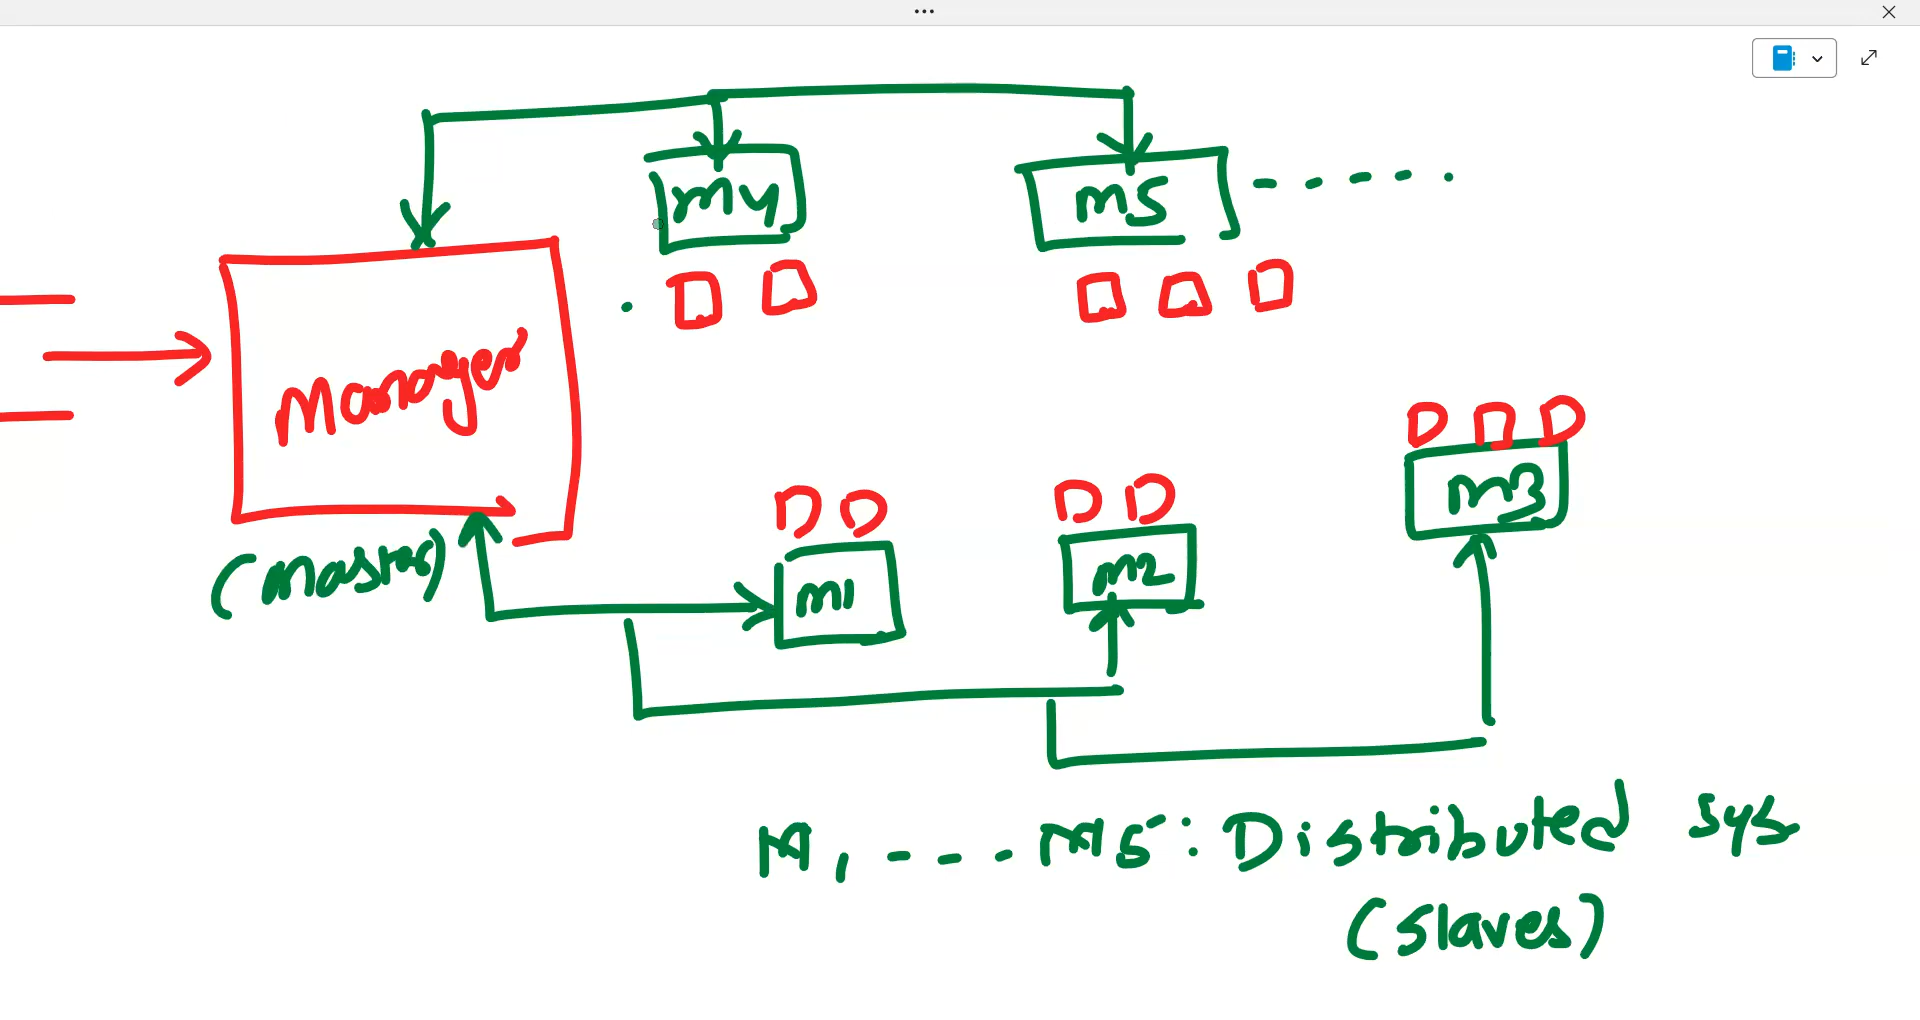 m4
m5
Manager
m3
(Master)
m1
m2
M1 ---- M5 : Distributed sys
(slaves)